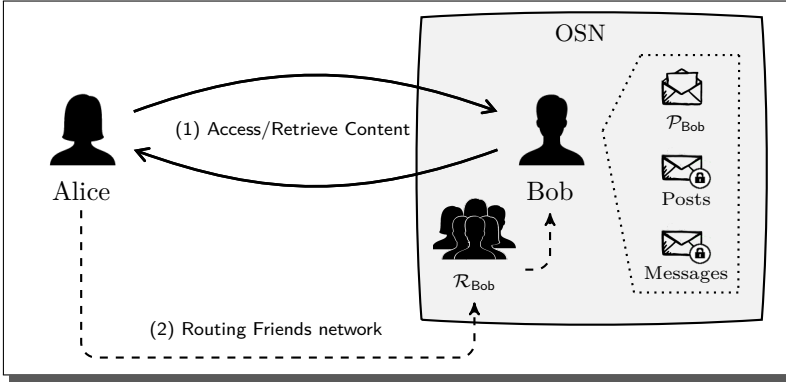 OSN
(1) Access/Retrieve Content
𝒫Bob
Alice
Bob
Posts
Messages
ℛBob
(2) Routing Friends network